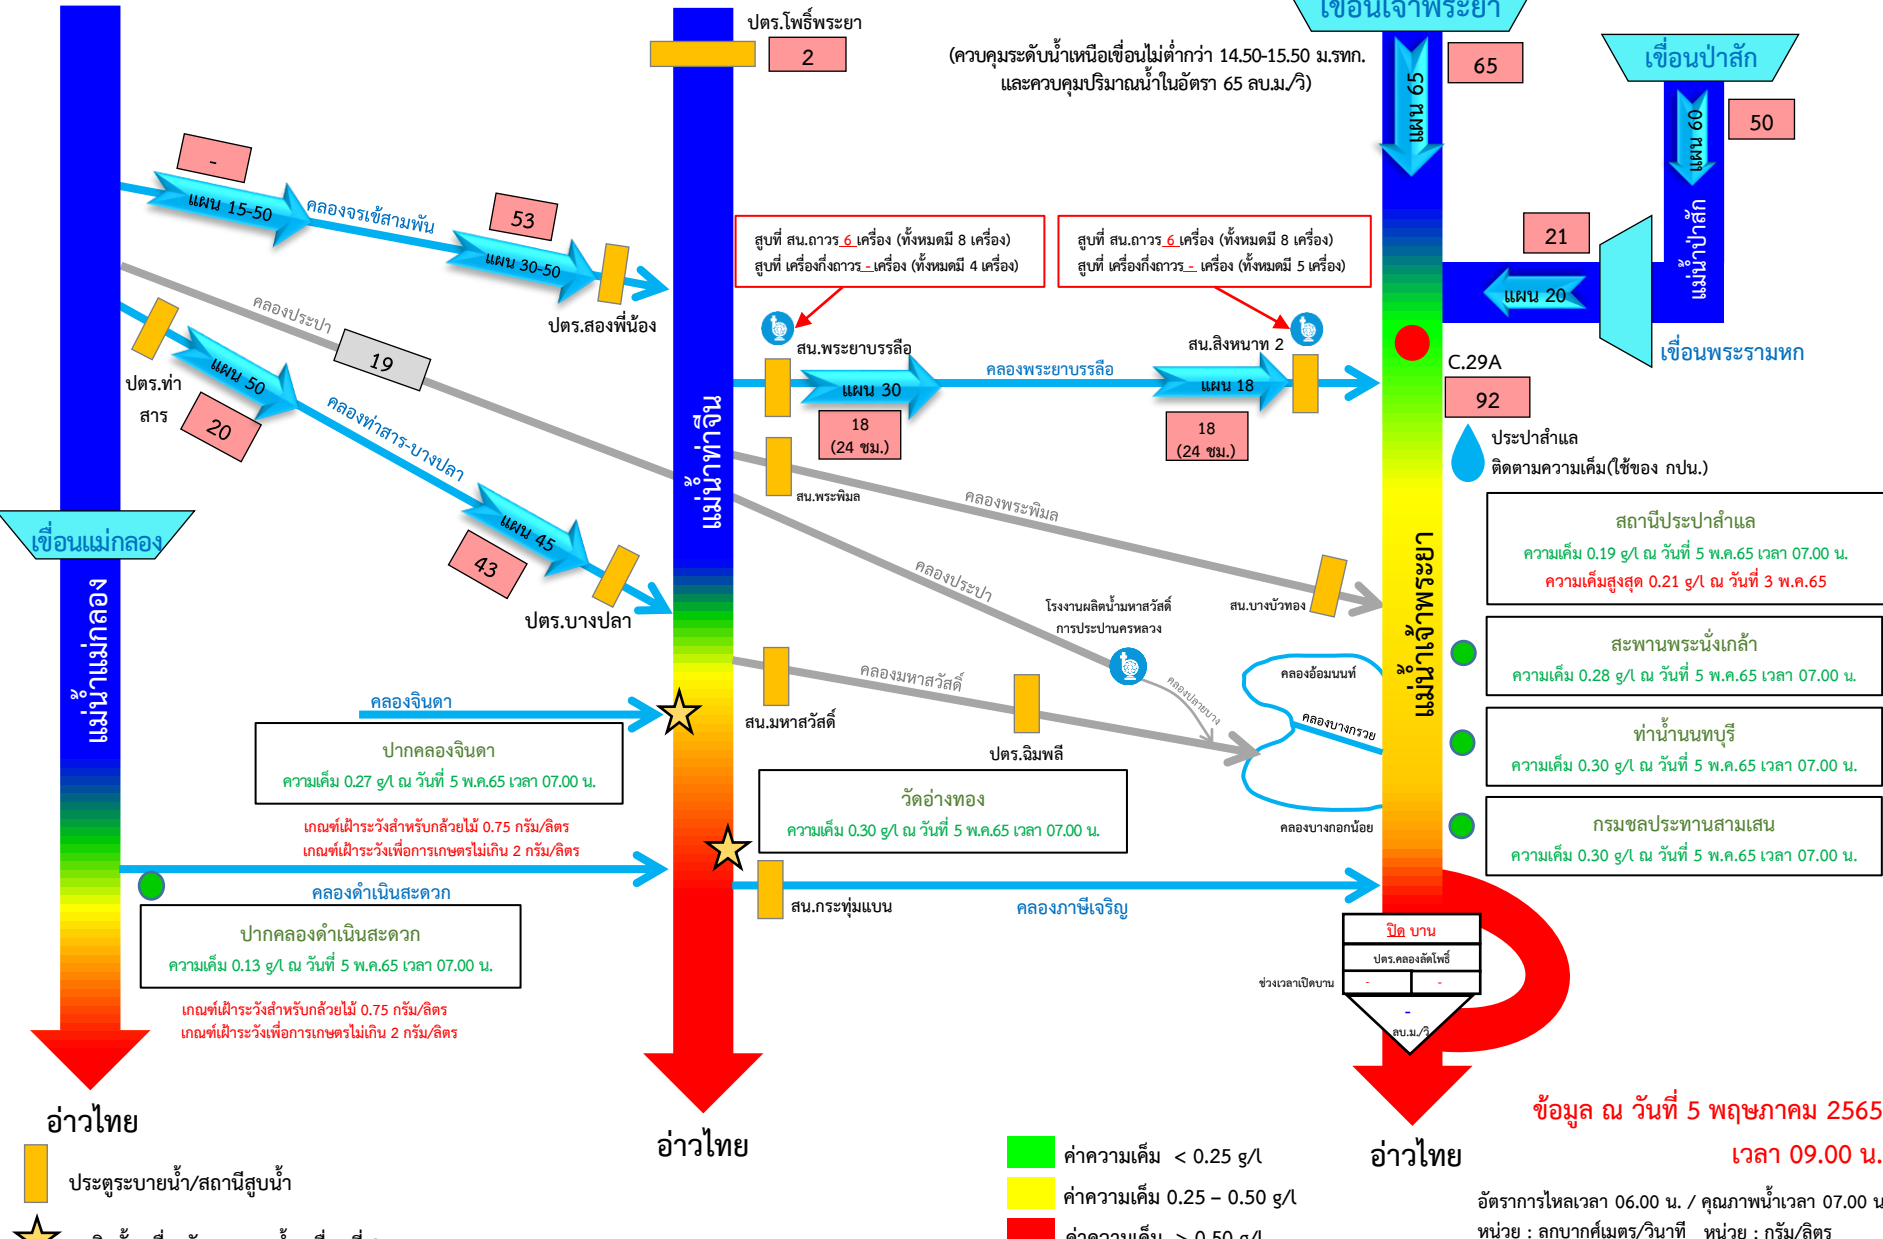 เขื่อนเจ้าพระยา
ปตร.โพธิ์พระยา
2
(ควบคุมระดับน้ำเหนือเขื่อนไม่ต่ำกว่า 14.50-15.50 ม.รทก.
และควบคุมปริมาณน้ำในอัตรา 65 ลบ.ม./วิ)
65
แผน 65
เขื่อนป่าสัก
50
แผน 60
แม่น้ำป่าสัก
21
แผน 20
เขื่อนพระรามหก
-
แผน 15-50
คลองจรเข้สามพัน
53
แผน 30-50
ปตร.สองพี่น้อง
สูบที่ สน.ถาวร 6 เครื่อง (ทั้งหมดมี 8 เครื่อง)
สูบที่ เครื่องกึ่งถาวร - เครื่อง (ทั้งหมดมี 4 เครื่อง)
สูบที่ สน.ถาวร 6 เครื่อง (ทั้งหมดมี 8 เครื่อง)
สูบที่ เครื่องกึ่งถาวร - เครื่อง (ทั้งหมดมี 5 เครื่อง)
คลองประปา
19
ปตร.ท่า
สาร
แผน 50
20
คลองท่าสาร-บางปลา
แผน 45
43
ปตร.บางปลา
สน.พระยาบรรลือ
แผน 30
18
(24 ชม.)
คลองพระยาบรรลือ
สน.สิงหนาท 2
แผน 18
18
(24 ชม.)
C.29A
92
ประปาสำแล
ติดตามความเค็ม(ใช้ของ กปน.)
สถานีประปาสำแล
ความเค็ม 0.19 g/l ณ วันที่ 5 พ.ค.65 เวลา 07.00 น.
ความเค็มสูงสุด 0.21 g/l ณ วันที่ 3 พ.ค.65
สะพานพระนั่งเกล้า
ความเค็ม 0.28 g/l ณ วันที่ 5 พ.ค.65 เวลา 07.00 น.
ท่าน้ำนนทบุรี
ความเค็ม 0.30 g/l ณ วันที่ 5 พ.ค.65 เวลา 07.00 น.
กรมชลประทานสามเสน
ความเค็ม 0.30 g/l ณ วันที่ 5 พ.ค.65 เวลา 07.00 น.
แม่น้ำท่าจีน
สน.พระพิมล
คลองพระพิมล
สน.บางบัวทอง
คลองประปา
โรงงานผลิตน้ำมหาสวัสดิ์
การประปานครหลวง
คลองปลายบาง
คลองอ้อมนนท์
คลองบางกรวย
คลองบางกอกน้อย
แม่น้ำเจ้าพระยา
เขื่อนแม่กลอง
แม่น้ำแม่กลอง
สน.มหาสวัสดิ์
คลองมหาสวัสดิ์
ปตร.ฉิมพลี
คลองจินดา
ปากคลองจินดา
ความเค็ม 0.27 g/l ณ วันที่ 5 พ.ค.65 เวลา 07.00 น.
เกณฑ์เฝ้าระวังสำหรับกล้วยไม้ 0.75 กรัม/ลิตร
เกณฑ์เฝ้าระวังเพื่อการเกษตรไม่เกิน 2 กรัม/ลิตร
วัดอ่างทอง
ความเค็ม 0.30 g/l ณ วันที่ 5 พ.ค.65 เวลา 07.00 น.
คลองดำเนินสะดวก
ปากคลองดำเนินสะดวก
ความเค็ม 0.13 g/l ณ วันที่ 5 พ.ค.65 เวลา 07.00 น.
เกณฑ์เฝ้าระวังสำหรับกล้วยไม้ 0.75 กรัม/ลิตร
เกณฑ์เฝ้าระวังเพื่อการเกษตรไม่เกิน 2 กรัม/ลิตร
สน.กระทุ่มแบน
คลองภาษีเจริญ
ปิด บาน
ปตร.คลองลัดโพธิ์
ช่วงเวลาเปิดบาน
-
-
-
ลบ.ม./วิ
อ่าวไทย
อ่าวไทย
อ่าวไทย
ข้อมูล ณ วันที่ 5 พฤษภาคม 2565
เวลา 09.00 น.
อัตราการไหลเวลา 06.00 น. / คุณภาพน้ำเวลา 07.00 น
หน่วย : ลูกบาศก์เมตร/วินาที หน่วย : กรัม/ลิตร
ประตูระบายน้ำ/สถานีสูบน้ำ
ค่าความเค็ม < 0.25 g/l
ค่าความเค็ม 0.25 – 0.50 g/l
ค่าความเค็ม > 0.50 g/l